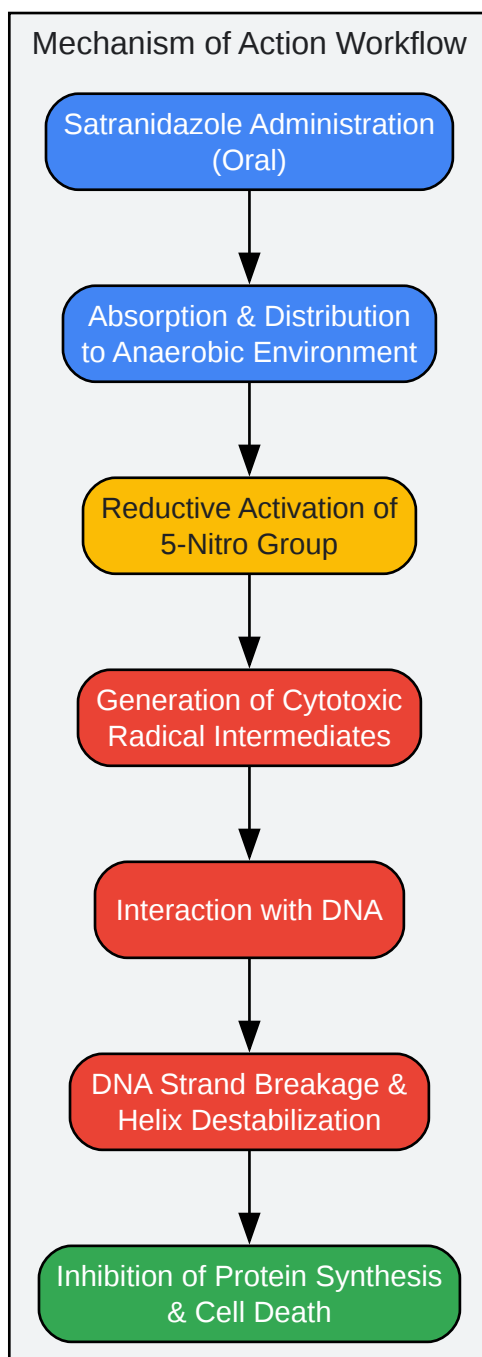 Mechanism of Action Workflow
Satranidazole Administration
(Oral)
Absorption & Distribution
to Anaerobic Environment
Reductive Activation of
5-Nitro Group
Generation of Cytotoxic
Radical Intermediates
Interaction with DNA
DNA Strand Breakage &
Helix Destabilization
Inhibition of Protein Synthesis
& Cell Death